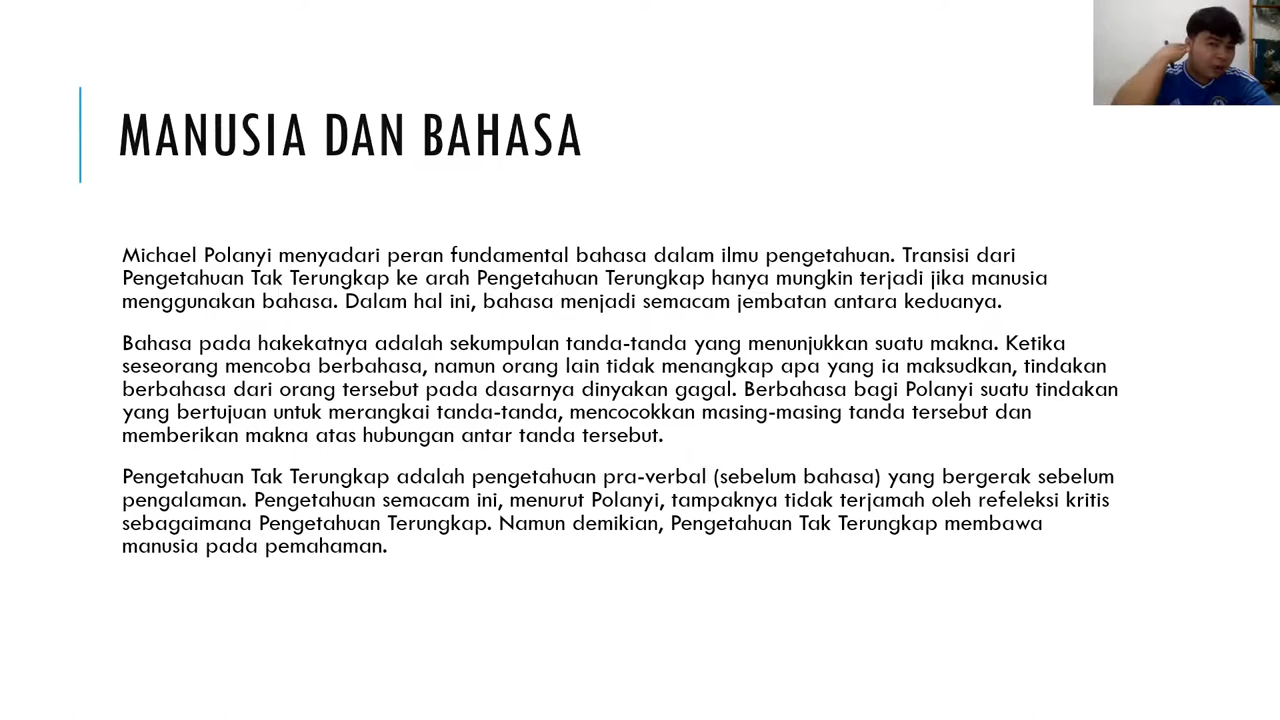 MANUSIA DAN BAHASA
Michael Polanyi menyadari peran fundamental bahasa dalam ilmu pengetahuan. Transisi dari
Pengetahuan Tak Terungkap ke arah Pengetahuan Terungkap hanya mungkin terjadi jika manusia
menggunakan bahasa. Dalam hal ini, bahasa menjadi semacam jembatan antara keduanya.
Bahasa pada hakekatnya adalah sekumpulan tanda-tanda yang menunjukkan suatu makna. Ketika
seseorang mencoba berbahasa, namun orang lain tidak menangkap apa yang ia maksudkan, tindakan
berbahasa dari orang tersebut pada dasarnya dinyakan gagal. Berbahasa bagi Polanyi suatu tindakan
yang bertujuan untuk merangkai tanda-tanda, mencocokkan masing-masing tanda tersebut dan
memberikan makna atas hubungan antar tanda tersebut.
Pengetahuan Tak Terungkap adalah pengetahuan pra-verbal (sebelum bahasa) yang bergerak sebelum
pengalaman. Pengetahuan semacam ini, menurut Polanyi, tampaknya tidak terjamah oleh refeleksi kritis
sebagaimana Pengetahuan Terungkap. Namun demikian, Pengetahuan Tak Terungkap membawa
manusia pada pemahaman.